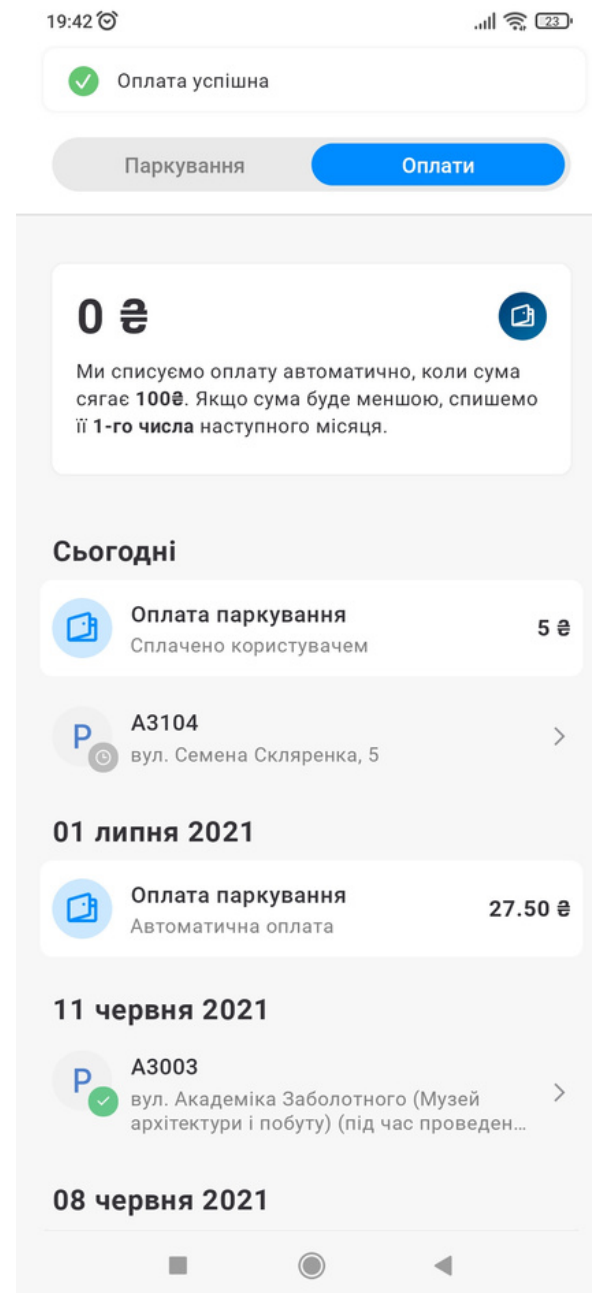 19:42
23
Оплата успішна
Паркування
Оплати
0 ₴
Ми списуємо оплату автоматично, коли сума
сягає 100₴. Якщо сума буде меншою, спишемо
її 1-го числа наступного місяця.
Сьогодні
Оплата паркування
5 ₴
Сплачено користувачем
P
A3104
вул. Семена Скляренка, 5
01 липня 2021
Оплата паркування
27.50 ₴
Автоматична оплата
11 червня 2021
P
A3003
вул. Академіка Заболотного (Музей
архітектури і побуту) (під час проведен...
08 червня 2021